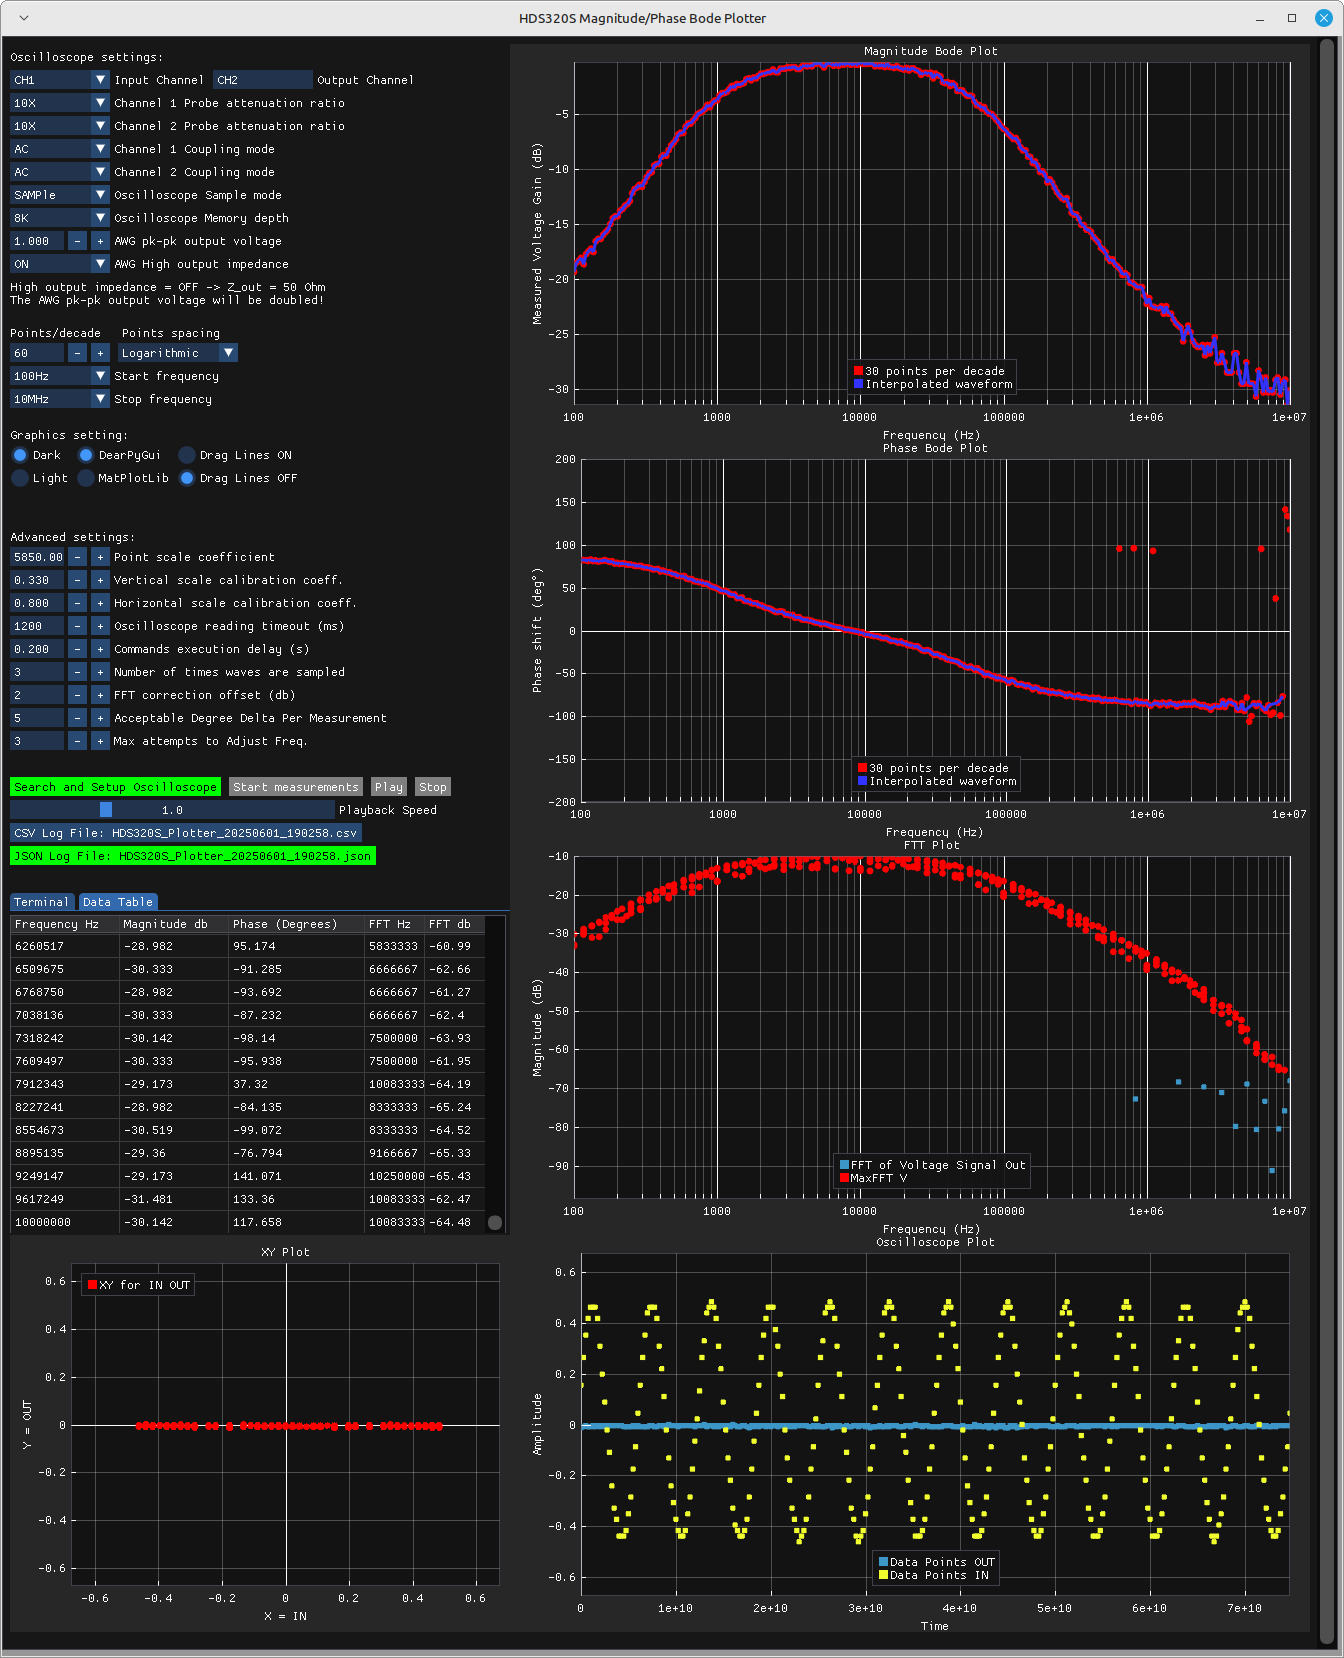 HDS320S Magnitude/Phase Bode Plotter
Oscilloscope settings:
CH1 Input Channel CH2 Output Channel
10X Channel 1 Probe attenuation ratio
10X Channel 2 Probe attenuation ratio
AC Channel 1 Coupling mode
AC Channel 2 Coupling mode
SAMPle Oscilloscope Sample mode
8K Oscilloscope Memory depth
1.000 - + AWG pk-pk output voltage
ON AWG High output impedance
High output impedance = OFF -> Z_out = 50 Ohm
The AWG pk-pk output voltage will be doubled!
Points/decade Points spacing
60 - + Logarithmic
100Hz Start frequency
10MHz Stop frequency
Graphics setting:
Dark DearPyGui Drag Lines ON
Light MatPlotLib Drag Lines OFF
Advanced settings:
5850.00 - + Point scale coefficient
0.330 - + Vertical scale calibration coeff.
0.800 - + Horizontal scale calibration coeff.
1200 - + Oscilloscope reading timeout (ms)
0.200 - + Commands execution delay (s)
3 - + Number of times waves are sampled
2 - + FFT correction offset (db)
5 - + Acceptable Degree Delta Per Measurement
3 - + Max attempts to Adjust Freq.
Search and Setup Oscilloscope Start measurements Play Stop
1.0 Playback Speed
CSV Log File: HDS320S_Plotter_20250601_190258.csv
JSON Log File: HDS320S_Plotter_20250601_190258.json
Terminal Data Table
Frequency Hz Magnitude db Phase (Degrees) FFT Hz FFT db
6260517 -28.982 95.174 5833333 -60.99
6509675 -30.333 -91.285 6666667 -62.66
6768750 -28.982 -93.692 6666667 -61.27
7038136 -30.333 -87.232 6666667 -62.4
7318242 -30.142 -98.14 7500000 -63.93
7609497 -30.333 -95.938 7500000 -61.95
7912343 -29.173 37.32 10083333 -64.19
8227241 -28.982 -84.135 8333333 -65.24
8554673 -30.519 -99.072 8333333 -64.52
8895135 -29.36 -76.794 9166667 -65.33
9249147 -29.173 141.071 10250000 -65.43
9617249 -31.481 133.36 10083333 -62.47
10000000 -30.142 117.658 10083333 -64.48
XY Plot
XY for IN OUT
0.6
0.4
0.2
0
-0.2
-0.4
-0.6
Y = OUT
-0.6 -0.4 -0.2 0 0.2 0.4 0.6
X = IN
Magnitude Bode Plot
-5
-10
-15
-20
-25
-30
Measured Voltage Gain (dB)
30 points per decade
Interpolated waveform
100 1000 10000 100000 1e+06 1e+07
Frequency (Hz)
Phase Bode Plot
200
150
100
50
0
-50
-100
-150
-200
Phase shift (deg°)
30 points per decade
Interpolated waveform
100 1000 10000 100000 1e+06 1e+07
Frequency (Hz)
FTT Plot
-10
-20
-30
-40
-50
-60
-70
-80
-90
Magnitude (dB)
FFT of Voltage Signal Out
MaxFFT V
100 1000 10000 100000 1e+06 1e+07
Frequency (Hz)
Oscilloscope Plot
0.6
0.4
0.2
0
-0.2
-0.4
-0.6
Amplitude
Data Points OUT
Data Points IN
0 1e+10 2e+10 3e+10 4e+10 5e+10 6e+10 7e+10
Time